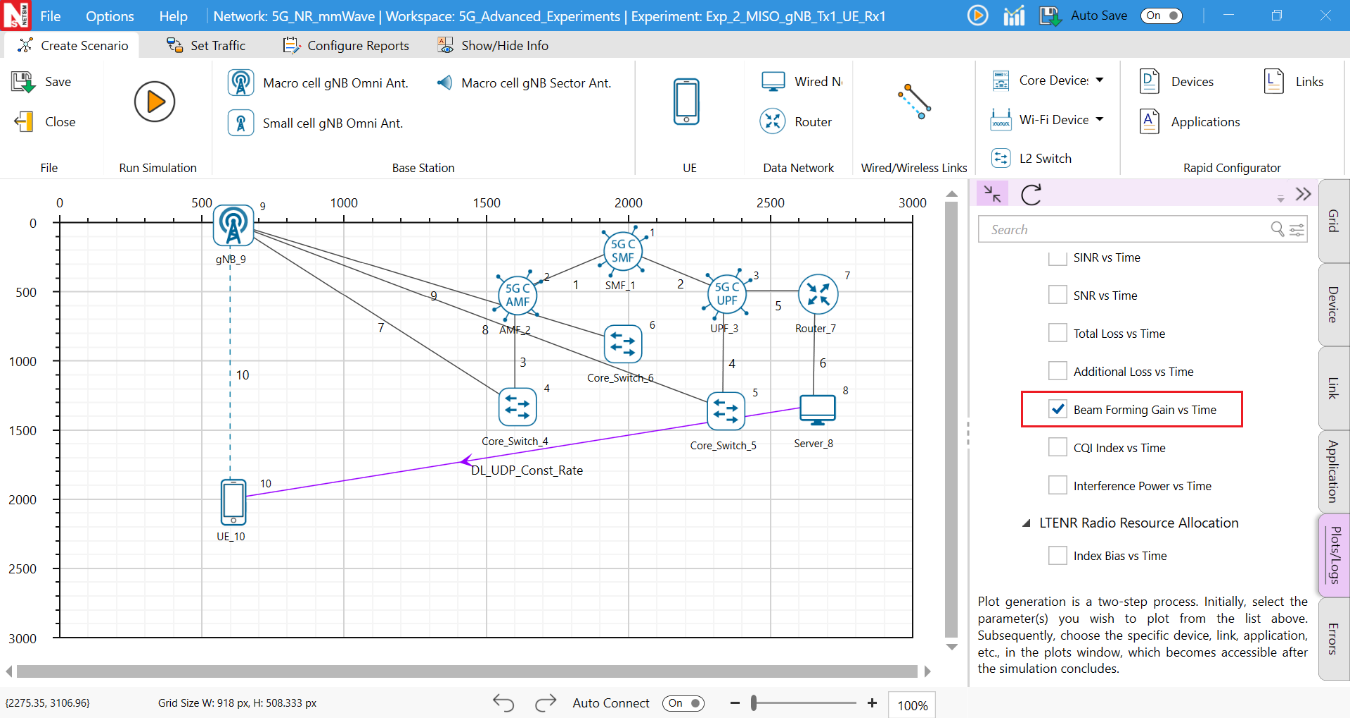 File Options Help Network: 5G_NR_mmWave | Workspace: 5G_Advanced_Experiments | Experiment: Exp_2_MISO_gNB_Tx1_UE_Rx1 Auto Save On
Create Scenario Set Traffic Configure Reports Show/Hide Info
Save
Close
File
Run Simulation
Macro cell gNB Omni Ant. Macro cell gNB Sector Ant.
Small cell gNB Omni Ant.
Base Station
UE
Wired N
Router
Data Network
Wired/Wireless Links
Core Device:
Wi-Fi Device
L2 Switch
D Devices L Links
A Applications
Rapid Configurator
0 500 1000 1500 2000 2500 3000
0
500
1000
1500
2000
2500
3000
9
gNB_9
5G C
SMF
1
SMF_1
5G C
AMF
2
AMF_2
5G C
UPF
3
UPF_3
7
Router_7
6
Core_Switch_6
4
Core_Switch_4
5
Core_Switch_5
8
Server_8
10
UE_10
1
2
3
4
5
6
7
8
9
10
DL_UDP_Const_Rate
Search
SINR vs Time
SNR vs Time
Total Loss vs Time
Additional Loss vs Time
Beam Forming Gain vs Time
CQI Index vs Time
Interference Power vs Time
LTENR Radio Resource Allocation
Index Bias vs Time
Plot generation is a two-step process. Initially, select the
parameter(s) you wish to plot from the list above.
Subsequently, choose the specific device, link, application,
etc., in the plots window, which becomes accessible after
the simulation concludes.
Grid
Device
Link
Application
Plots/Logs
Errors
{2275.35, 3106.96} Grid Size W: 918 px, H: 508.333 px Auto Connect On 100%